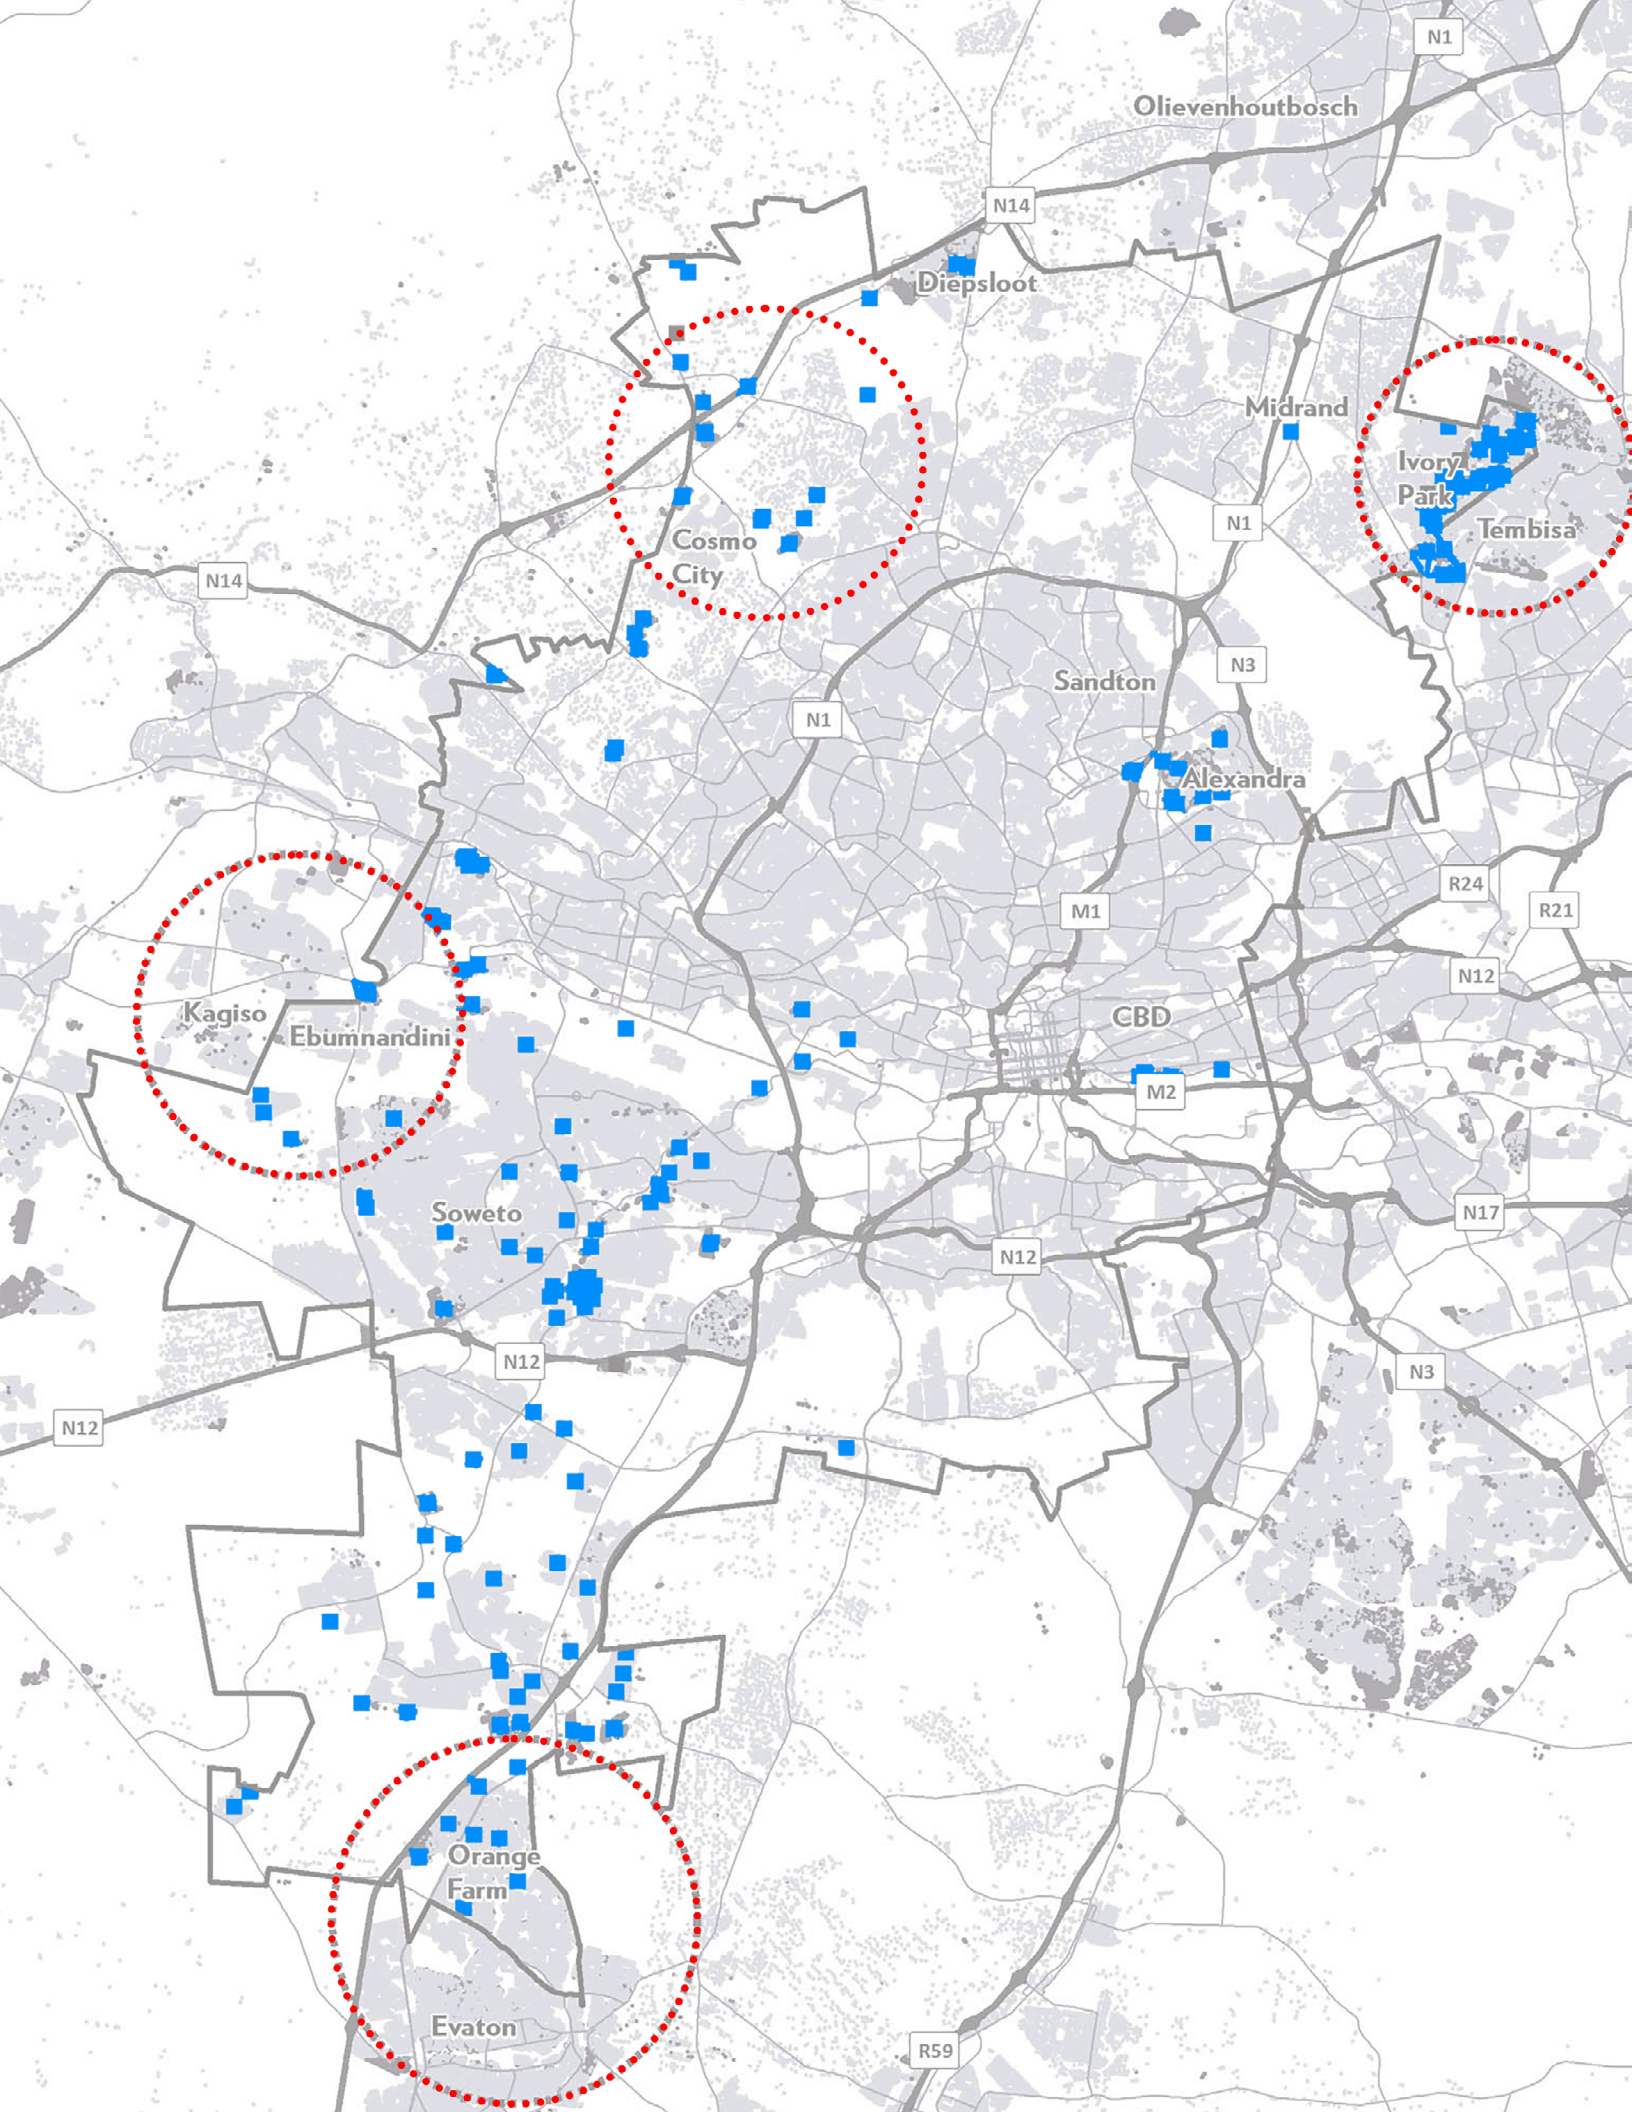 N1
Olievenhoutbosch
N14
Diepsloot
Midrand
Ivory
Park
N1
Tembisa
Cosmo
City
N14
N3
Sandton
N1
Alexandra
R24
M1
R21
N12
Kagiso
CBD
Ebumnandini
M2
Soweto
N17
N12
N12
N3
N12
Orange
Farm
Evaton
R59